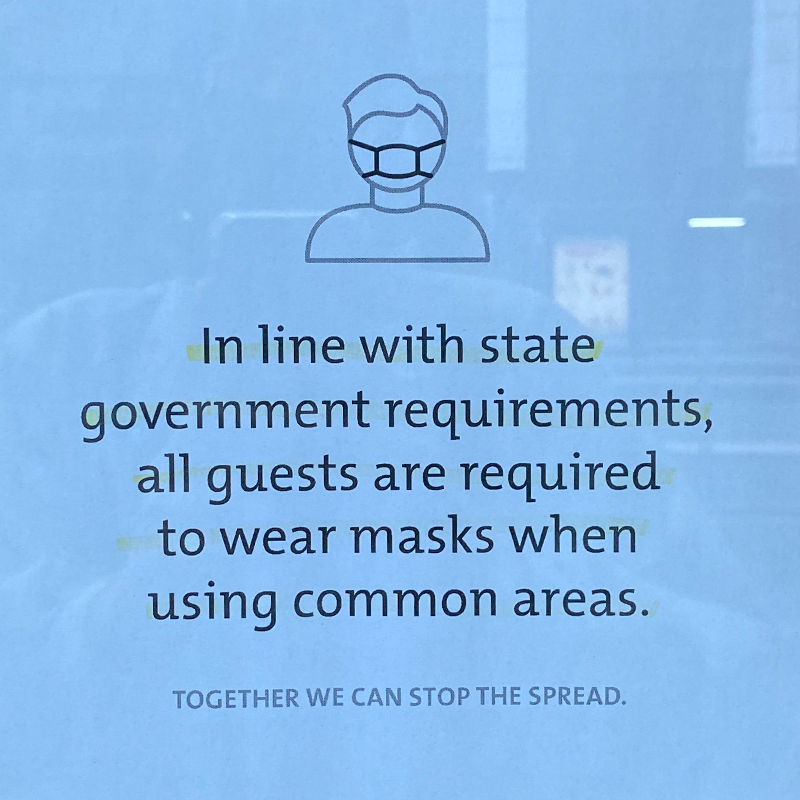 In line with state
government requirements,
all guests are required
to wear masks when
using common areas.
TOGETHER WE CAN STOP THE SPREAD.